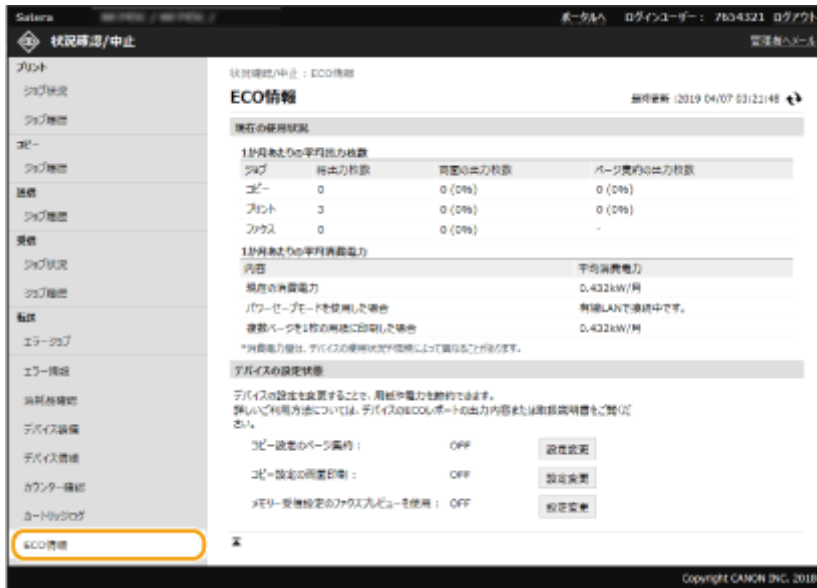 Satera
ポータルへ ログインユーザー： 7654321 ログアウト
状況確認/中止 管理者へメール
プリント
ジョブ状況
ジョブ履歴
コピー
ジョブ履歴
送信
ジョブ履歴
受信
ジョブ状況
ジョブ履歴
転送
エラージョブ
エラー情報
消耗品確認
デバイス装備
デバイス情報
カウンター確認
カートリッジログ
ECO情報
状況確認/中止 : ECO情報
ECO情報 最終更新 :2019 04/07 03:21:48
現在の使用状況
1か月あたりの平均出力枚数
ジョブ 総出力枚数 両面の出力枚数 ページ集約の出力枚数
コピー 0 0 (0%) 0 (0%)
プリント 3 0 (0%) 0 (0%)
ファクス 0 0 (0%) -
1か月あたりの平均消費電力
内容 平均消費電力
現在の消費電力 0.432kW/月
パワーセーブモードを使用した場合 有線LANで接続中です。
複数ページを1枚の用紙に印刷した場合 0.432kW/月
*消費電力量は、デバイスの使用状況や環境によって異なることがあります。
デバイスの設定状態
デバイスの設定を変更することで、用紙や電力を節約できます。
詳しいご利用方法については、デバイスのECOレポートの出力内容または取扱説明書をご覧くだ
さい。
コピー設定のページ集約 : OFF 設定変更
コピー設定の両面印刷 : OFF 設定変更
メモリー受信設定のファクスプレビューを使用 : OFF 設定変更
Copyright CANON INC. 2018